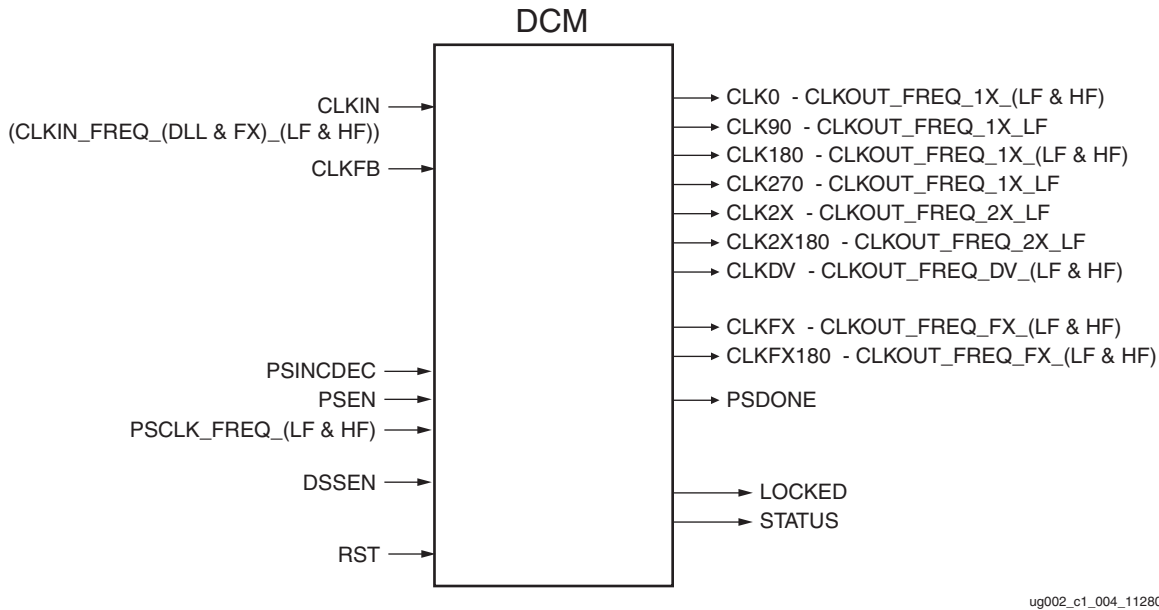 DCM
CLKIN
(CLKIN_FREQ_(DLL & FX)_(LF & HF))
CLKFB
PSINCDEC
PSEN
PSCLK_FREQ_(LF & HF)
DSSEN
RST
CLK0 - CLKOUT_FREQ_1X_(LF & HF)
CLK90 - CLKOUT_FREQ_1X_LF
CLK180 - CLKOUT_FREQ_1X_(LF & HF)
CLK270 - CLKOUT_FREQ_1X_LF
CLK2X - CLKOUT_FREQ_2X_LF
CLK2X180 - CLKOUT_FREQ_2X_LF
CLKDV - CLKOUT_FREQ_DV_(LF & HF)
CLKFX - CLKOUT_FREQ_FX_(LF & HF)
CLKFX180 - CLKOUT_FREQ_FX_(LF & HF)
PSDONE
LOCKED
STATUS
ug002_c1_004_11280